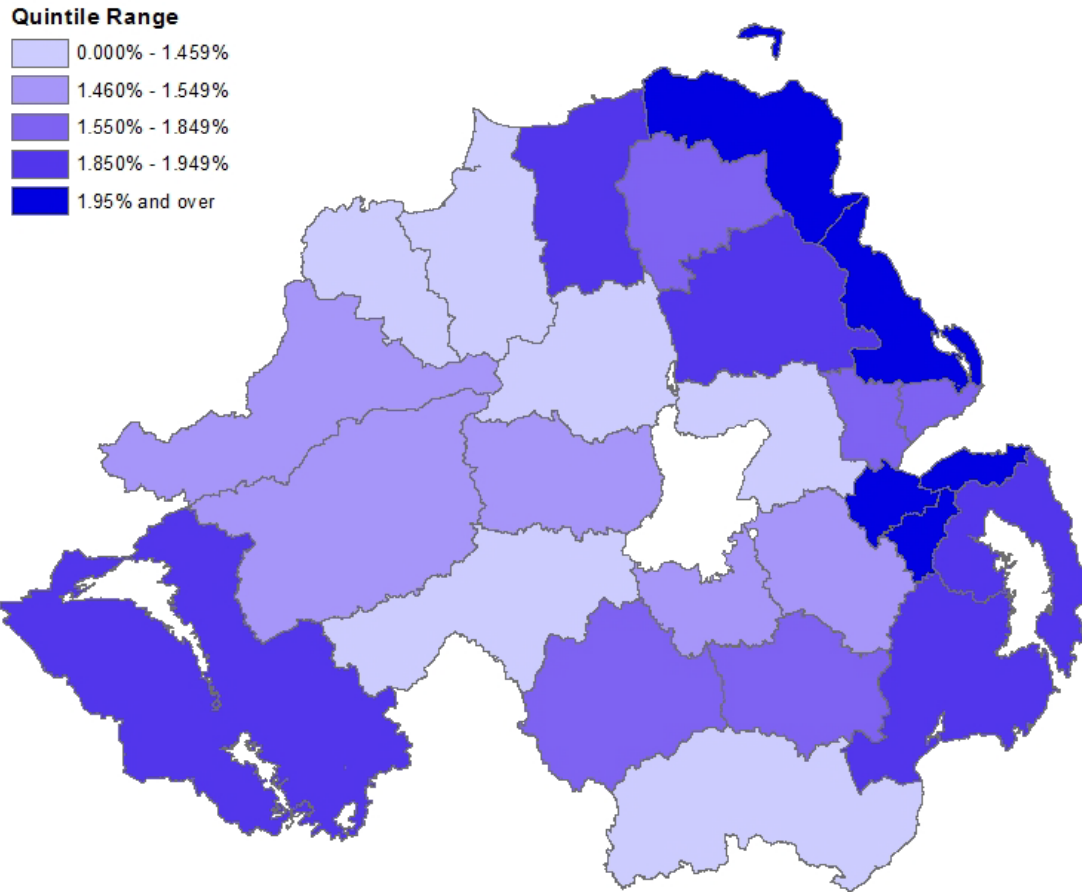 Quintile Range
0.000% - 1.459%
1.460% - 1.549%
1.550% - 1.849%
1.850% - 1.949%
1.95% and over